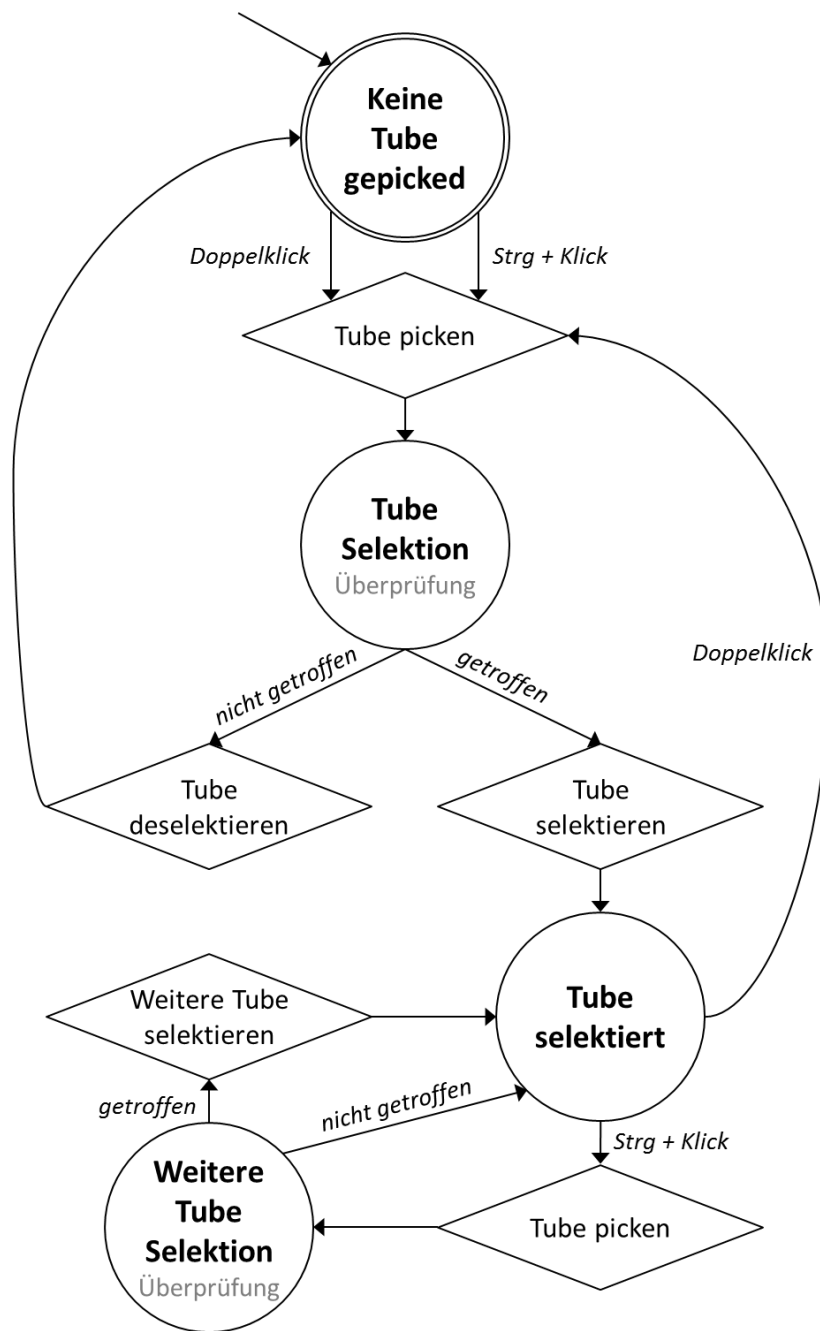 Keine
Tube
gepicked
Doppelklick
Strg + Klick
Tube picken
Tube
Selektion
Überprüfung
nicht getroffen
getroffen
Doppelklick
Tube
deselektieren
Tube
selektieren
Weitere Tube
selektieren
Tube
selektiert
getroffen
nicht getroffen
Strg + Klick
Weitere
Tube
Selektion
Überprüfung
Tube picken